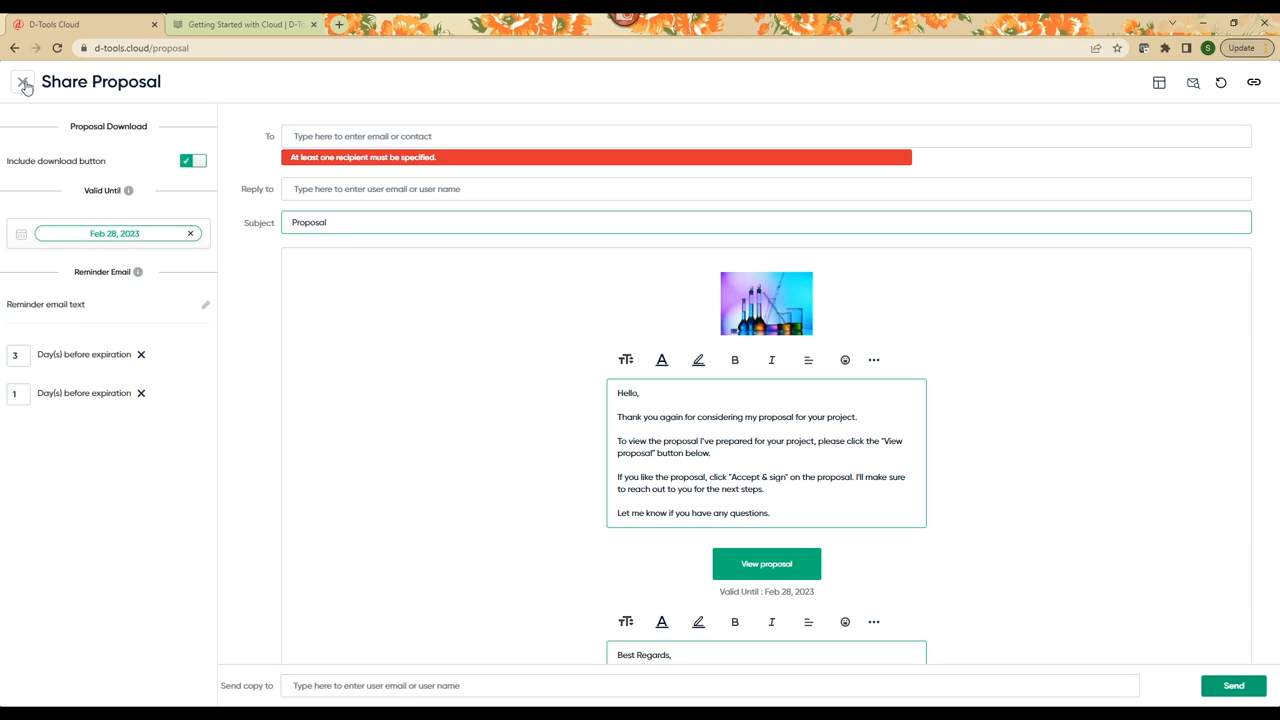 D-Tools Cloud
Getting Started with Cloud | D-T
d-tools.cloud/proposal
S
Update
Share Proposal
Proposal Download
Include download button
Valid Until
Feb 28, 2023
Reminder Email
Reminder email text
3 Day(s) before expiration
1 Day(s) before expiration
To Type here to enter email or contact
At least one recipient must be specified.
Reply to Type here to enter user email or user name
Subject Proposal
Hello,
Thank you again for considering my proposal for your project.
To view the proposal I've prepared for your project, please click the "View
proposal" button below.
If you like the proposal, click "Accept & sign" on the proposal. I'll make sure
to reach out to you for the next steps.
Let me know if you have any questions.
View proposal
Valid Until : Feb 28, 2023
Best Regards,
Send copy to Type here to enter user email or user name
Send